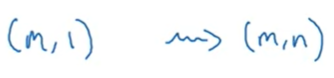 (m,1) ⇝ (m,n)